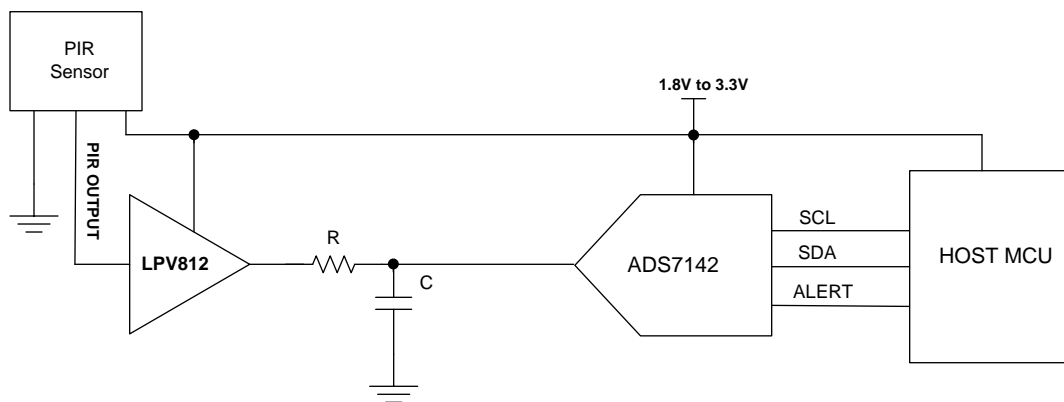 PIR
Sensor
1.8V to 3.3V
PIR OUTPUT
LPV812
R
C
ADS7142
SCL
SDA
ALERT
HOST MCU